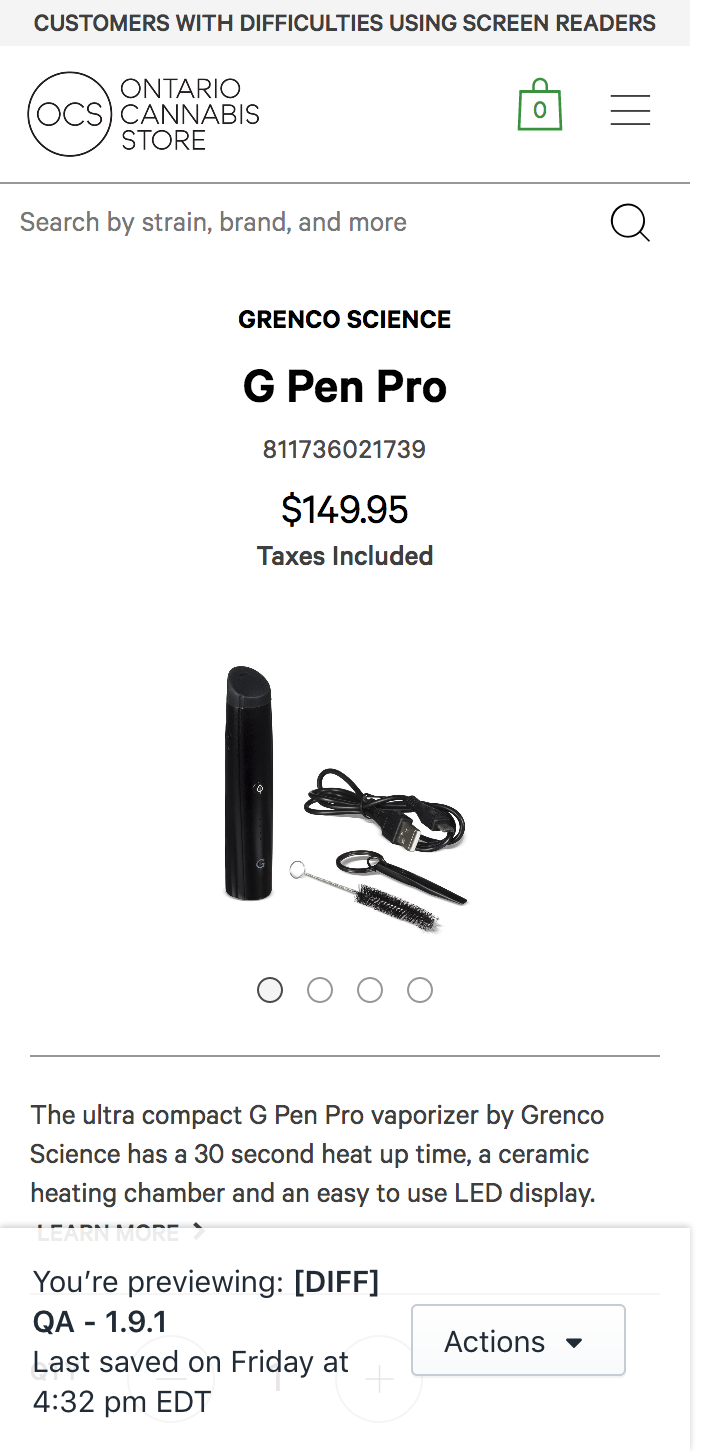 CUSTOMERS WITH DIFFICULTIES USING SCREEN READERS
OCS
ONTARIO
CANNABIS
STORE
0
Search by strain, brand, and more
GRENCO SCIENCE
G Pen Pro
811736021739
$149.95
Taxes Included
The ultra compact G Pen Pro vaporizer by Grenco
Science has a 30 second heat up time, a ceramic
heating chamber and an easy to use LED display.
LEARN MORE
You’re previewing: [DIFF]
QA - 1.9.1
Last saved on Friday at
4:32 pm EDT
Actions
QTY
1